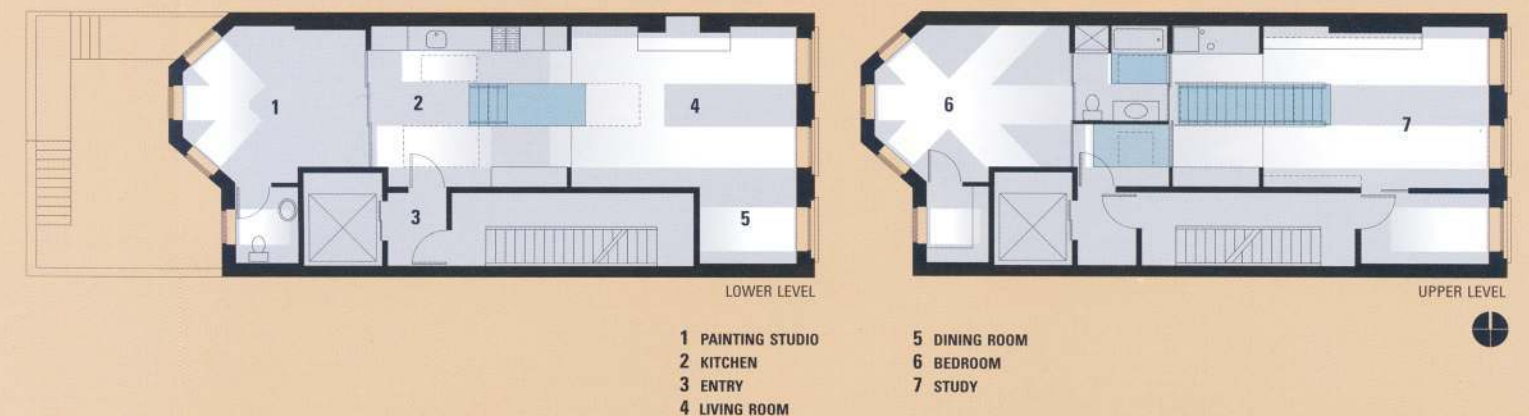 1
2
3
4
5
6
7
LOWER LEVEL
UPPER LEVEL
1 PAINTING STUDIO
2 KITCHEN
3 ENTRY
4 LIVING ROOM
5 DINING ROOM
6 BEDROOM
7 STUDY